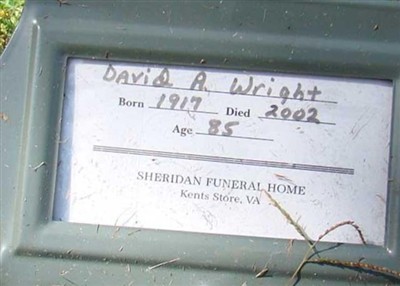 David A. Wright
Born 1917 Died 2002
Age 85
SHERIDAN FUNERAL HOME
Kents Store, VA